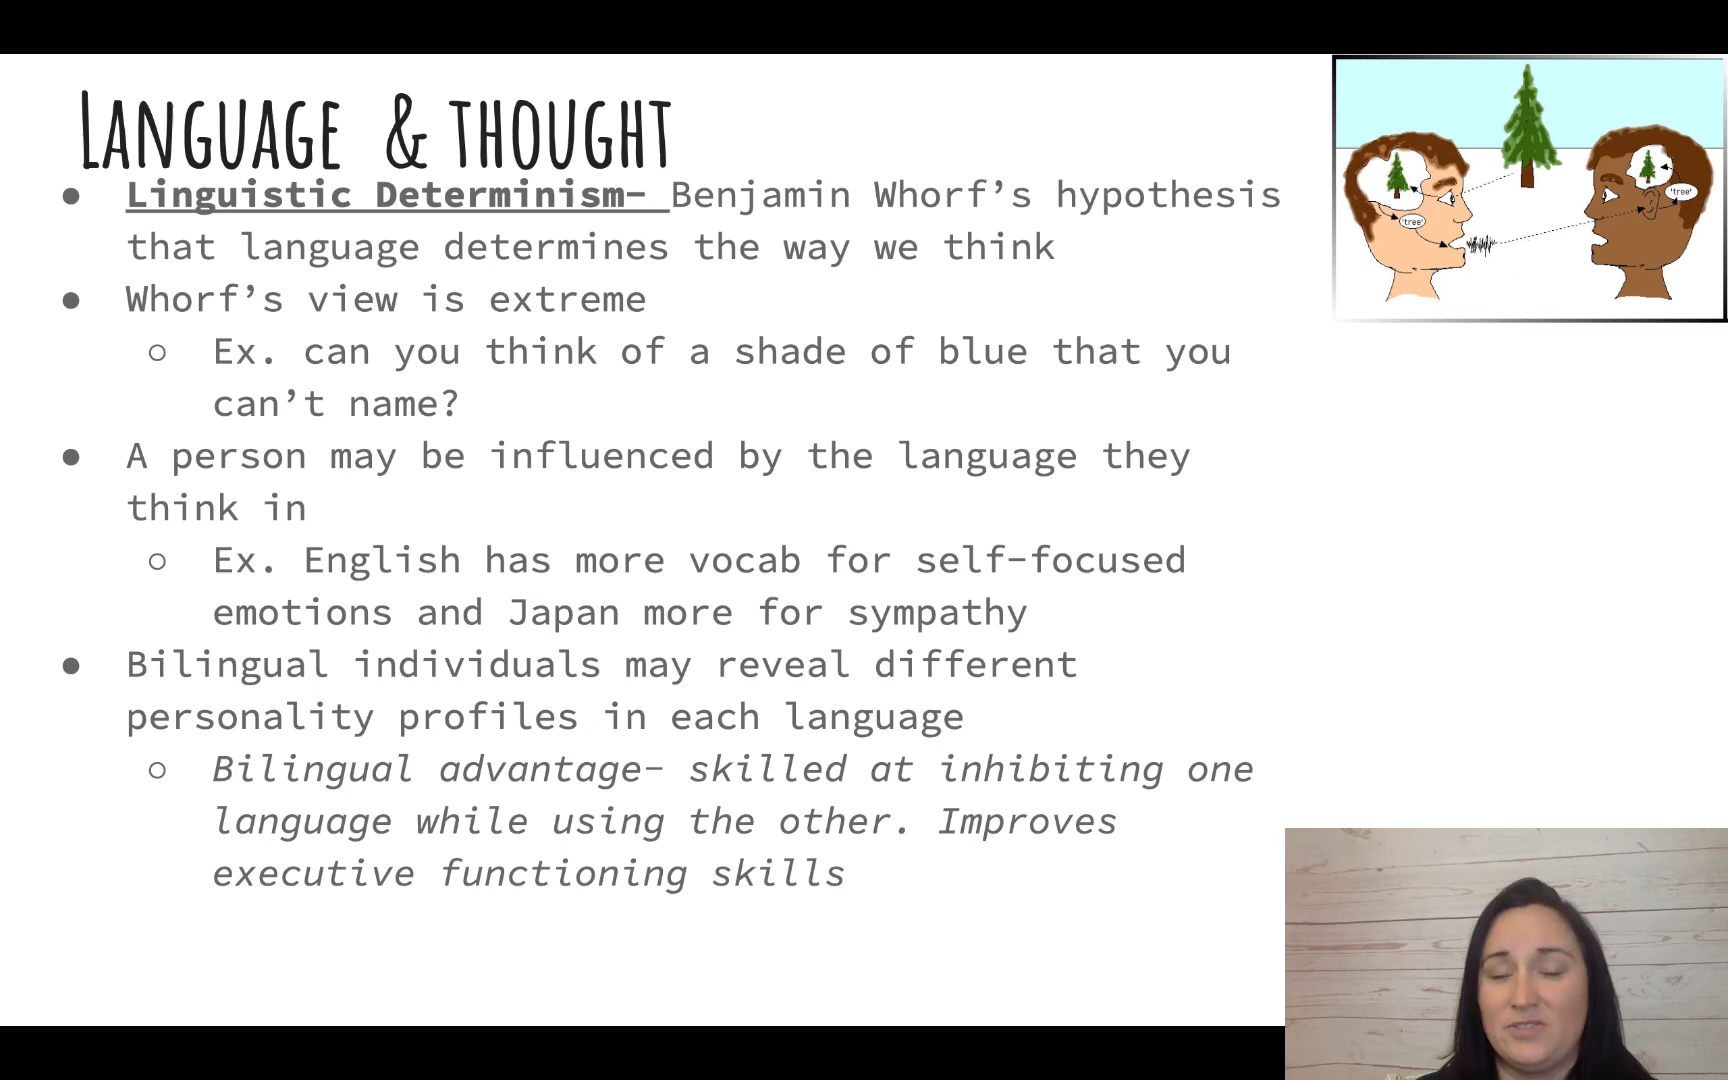 Language & thought
● Linguistic Determinism- Benjamin Whorf’s hypothesis
that language determines the way we think
● Whorf’s view is extreme
○ Ex. can you think of a shade of blue that you
can’t name?
● A person may be influenced by the language they
think in
○ Ex. English has more vocab for self-focused
emotions and Japan more for sympathy
● Bilingual individuals may reveal different
personality profiles in each language
○ Bilingual advantage- skilled at inhibiting one
language while using the other. Improves
executive functioning skills
'tree'
'tree'